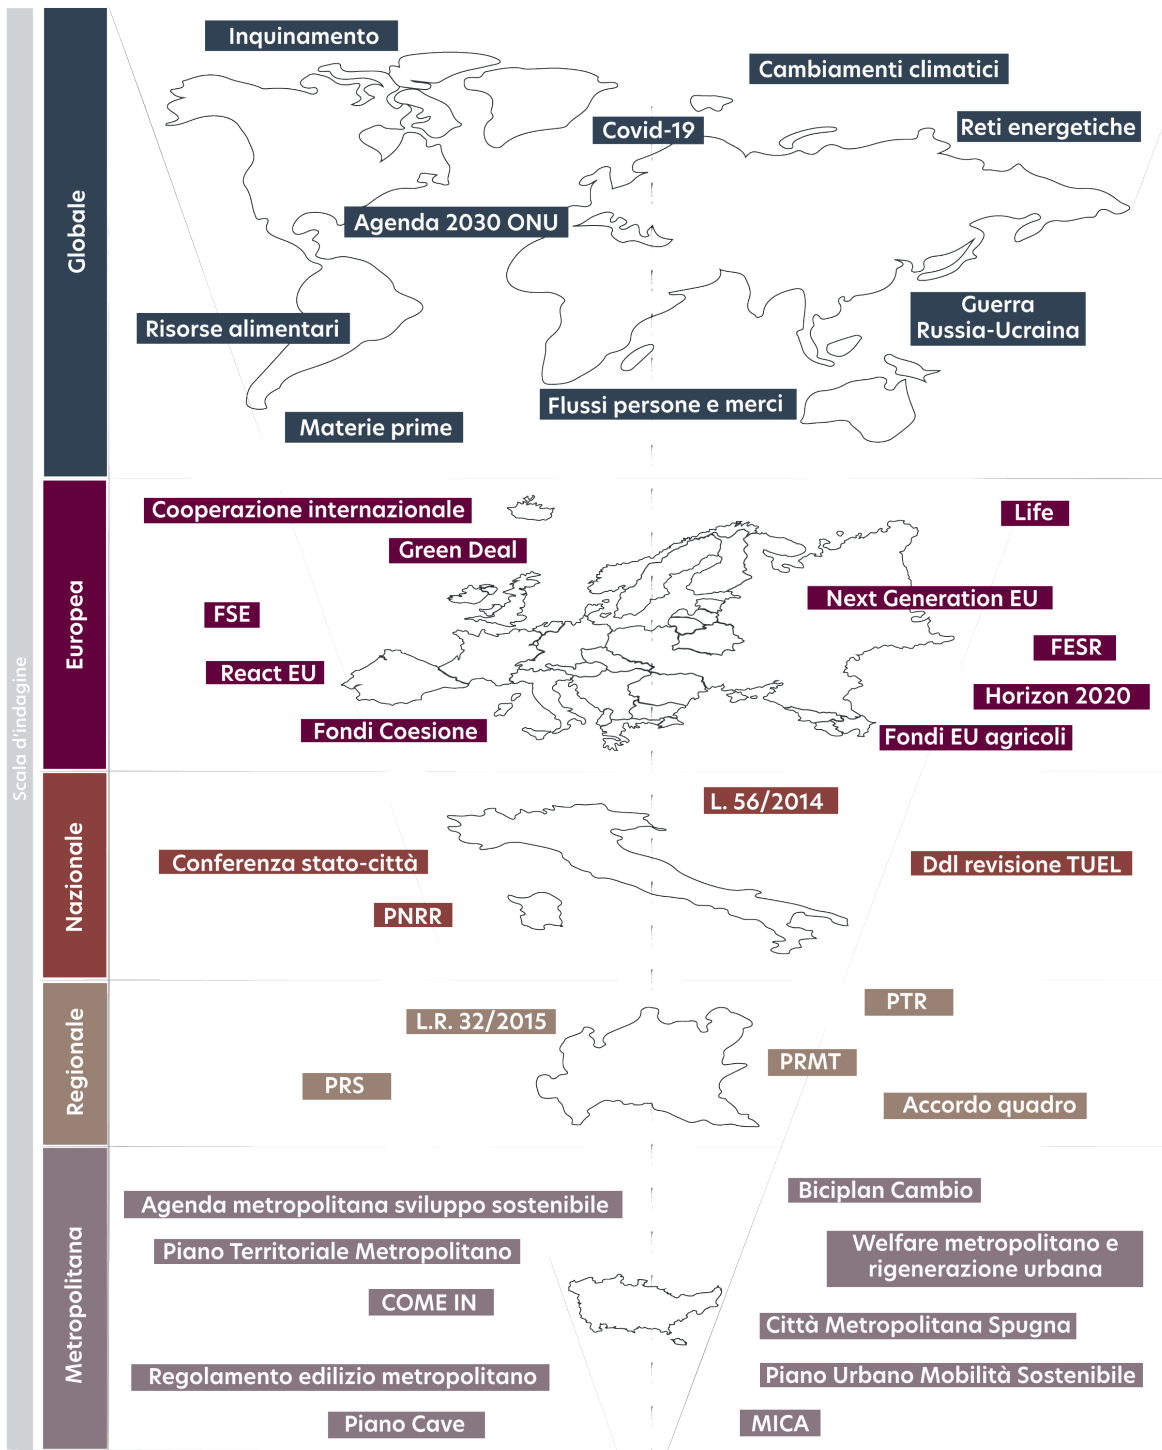 Scala d'indagine
Globale
Inquinamento
Cambiamenti climatici
Covid-19
Reti energetiche
Agenda 2030 ONU
Risorse alimentari
Guerra
Russia-Ucraina
Flussi persone e merci
Materie prime
Europea
Cooperazione internazionale
Life
Green Deal
Next Generation EU
FSE
FESR
React EU
Horizon 2020
Fondi Coesione
Fondi EU agricoli
Nazionale
L. 56/2014
Conferenza stato-città
Ddl revisione TUEL
PNRR
Regionale
PTR
L.R. 32/2015
PRMT
PRS
Accordo quadro
Metropolitana
Biciplan Cambio
Agenda metropolitana sviluppo sostenibile
Piano Territoriale Metropolitano
Welfare metropolitano e
rigenerazione urbana
COME IN
Città Metropolitana Spugna
Regolamento edilizio metropolitano
Piano Urbano Mobilità Sostenibile
Piano Cave
MICA